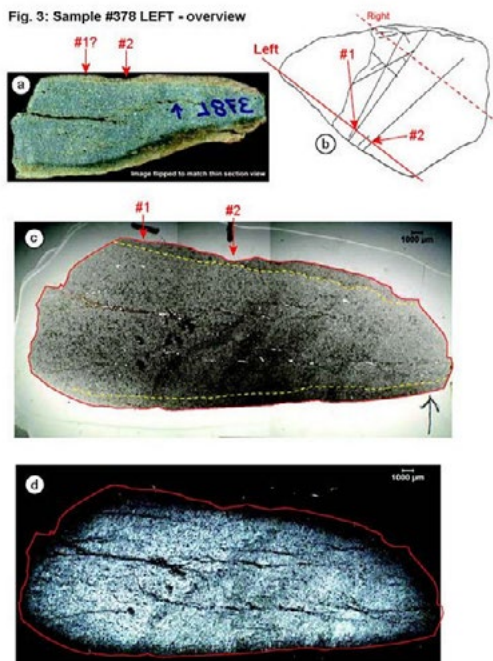 Fig. 3: Sample #378 LEFT - overview
#1? #2
a
378L
Image flipped to match thin section view
Right
Left
#1
#2
b
c
#1
#2
1000 µm
d
1000 µm